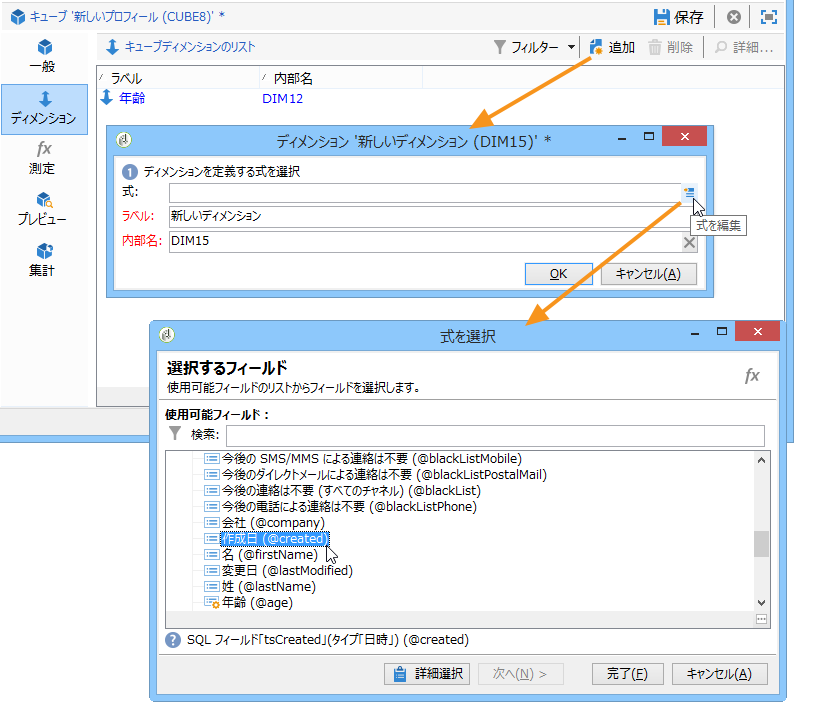 キューブ '新しいプロフィール (CUBE8)' *
保存
一般
ディメンション
fx
測定
プレビュー
集計
キューブディメンションのリスト
フィルター
追加
削除
詳細...
ラベル
内部名
年齢
DIM12
ディメンション '新しいディメンション (DIM15)' *
1 ディメンションを定義する式を選択
式:
式を編集
ラベル: 新しいディメンション
内部名: DIM15
OK
キャンセル(A)
式を選択
選択するフィールド
使用可能フィールドのリストからフィールドを選択します。
fx
使用可能フィールド :
検索:
今後の SMS/MMS による連絡は不要 (@blackListMobile)
今後のダイレクトメールによる連絡は不要 (@blackListPostalMail)
今後の連絡は不要 (すべてのチャネル) (@blackList)
今後の電話による連絡は不要 (@blackListPhone)
会社 (@company)
作成日 (@created)
名 (@firstName)
変更日 (@lastModified)
姓 (@lastName)
年齢 (@age)
SQL フィールド「tsCreated」(タイプ「日時」) (@created)
詳細選択
次へ(N) >
完了(F)
キャンセル(A)